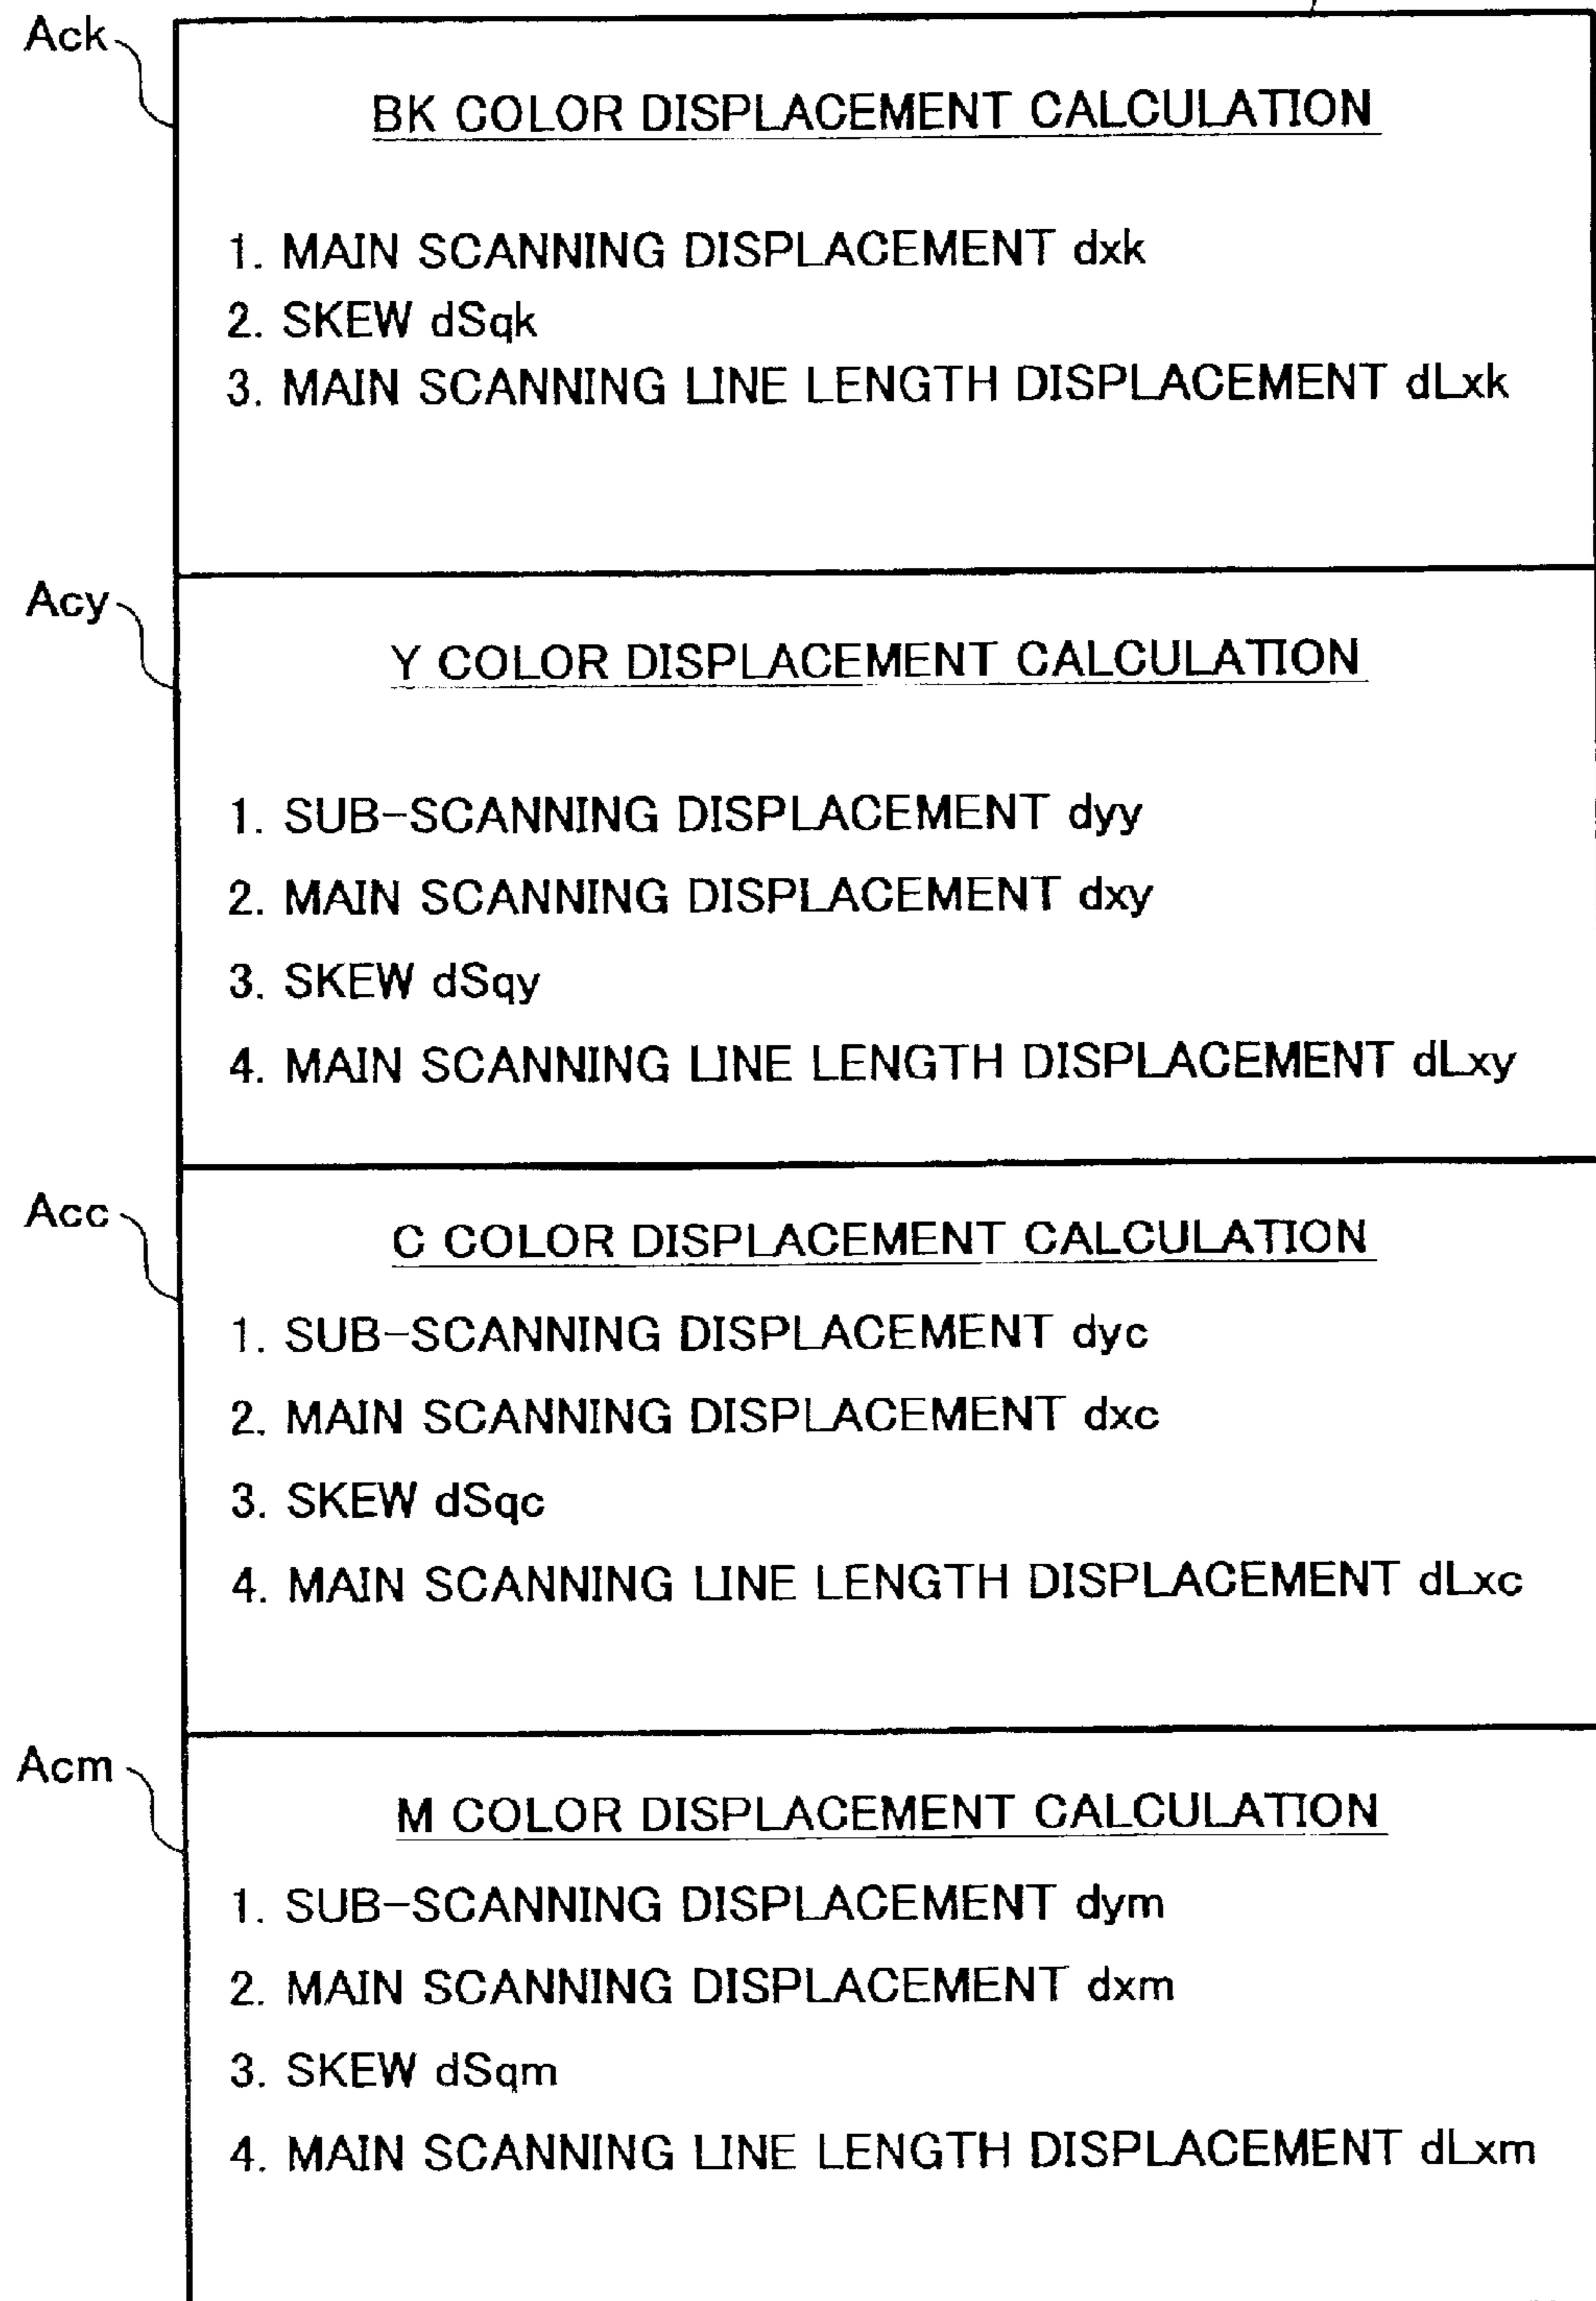 Ack
BK COLOR DISPLACEMENT CALCULATION
1. MAIN SCANNING DISPLACEMENT dxk
2. SKEW dSqk
3. MAIN SCANNING LINE LENGTH DISPLACEMENT dLxk
Acy
Y COLOR DISPLACEMENT CALCULATION
1. SUB-SCANNING DISPLACEMENT dyy
2. MAIN SCANNING DISPLACEMENT dxy
3. SKEW dSqy
4. MAIN SCANNING LINE LENGTH DISPLACEMENT dLxy
Acc
C COLOR DISPLACEMENT CALCULATION
1. SUB-SCANNING DISPLACEMENT dyc
2. MAIN SCANNING DISPLACEMENT dxc
3. SKEW dSqc
4. MAIN SCANNING LINE LENGTH DISPLACEMENT dLxc
Acm
M COLOR DISPLACEMENT CALCULATION
1. SUB-SCANNING DISPLACEMENT dym
2. MAIN SCANNING DISPLACEMENT dxm
3. SKEW dSqm
4. MAIN SCANNING LINE LENGTH DISPLACEMENT dLxm